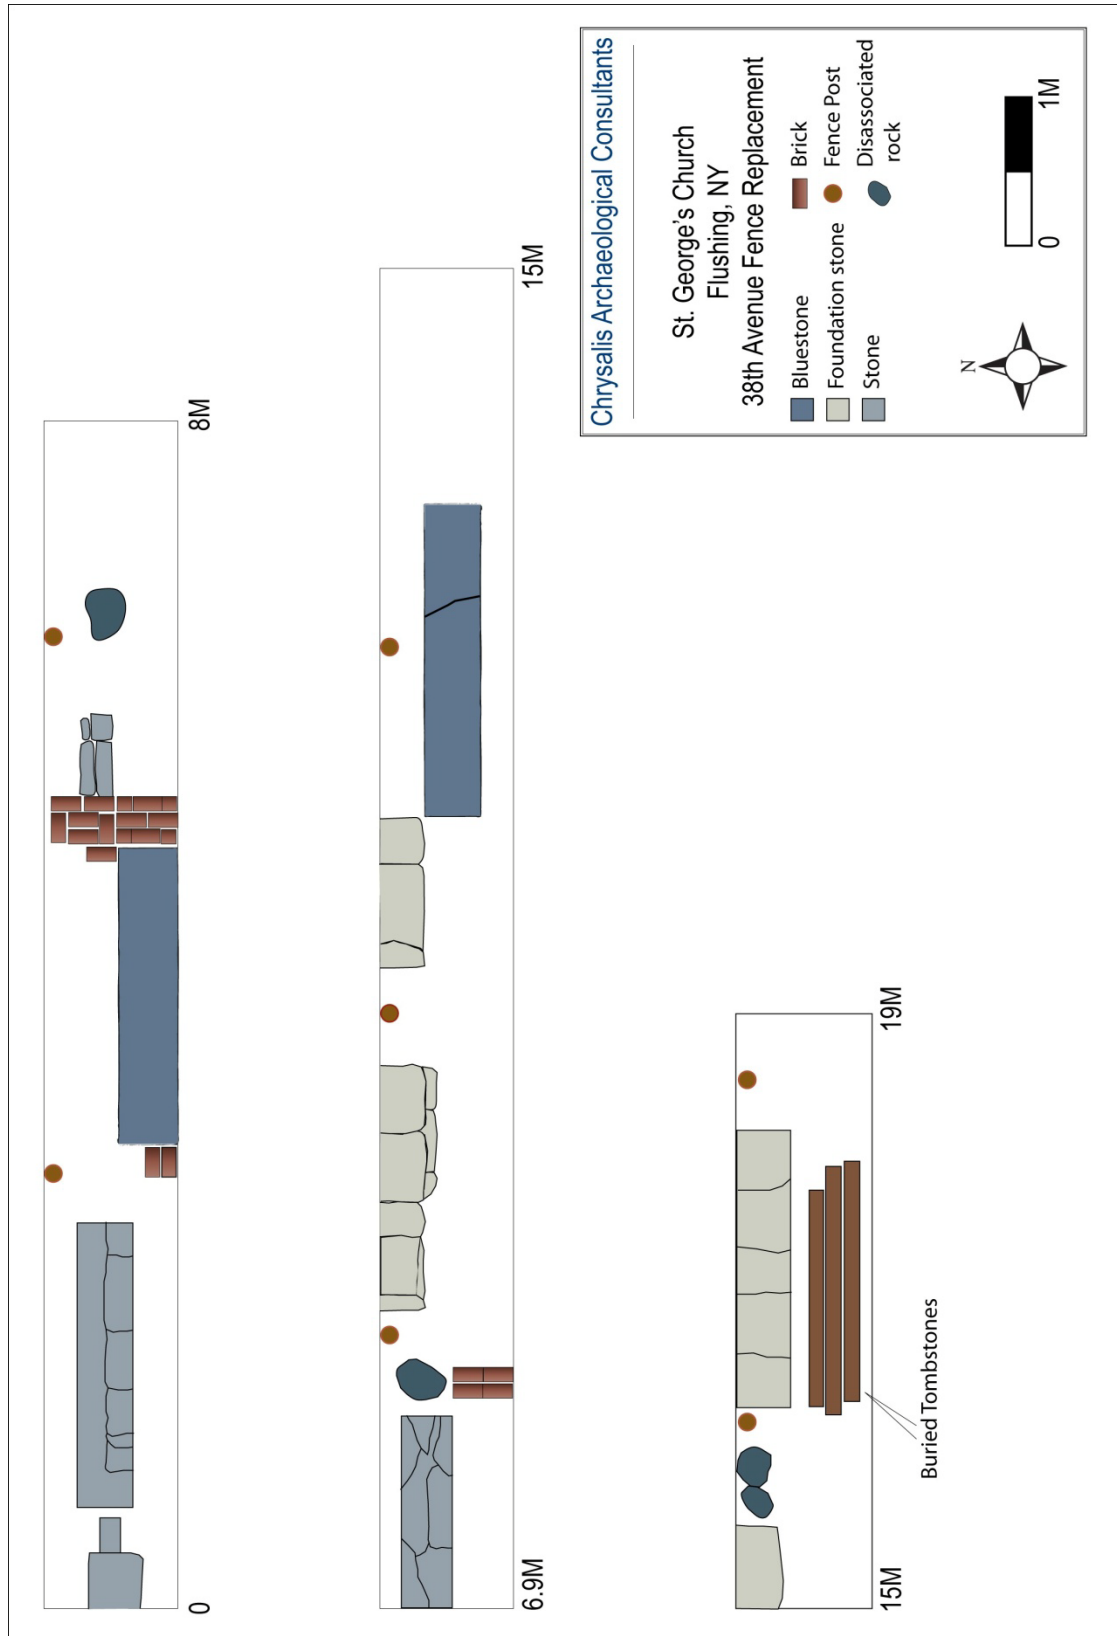 Chrysalis Archaeological Consultants
St. George's Church
Flushing, NY
38th Avenue Fence Replacement
Bluestone
Foundation stone
Stone
Brick
Fence Post
Disassociated
rock
N
0
1M
0
8M
6.9M
15M
15M
19M
Buried Tombstones